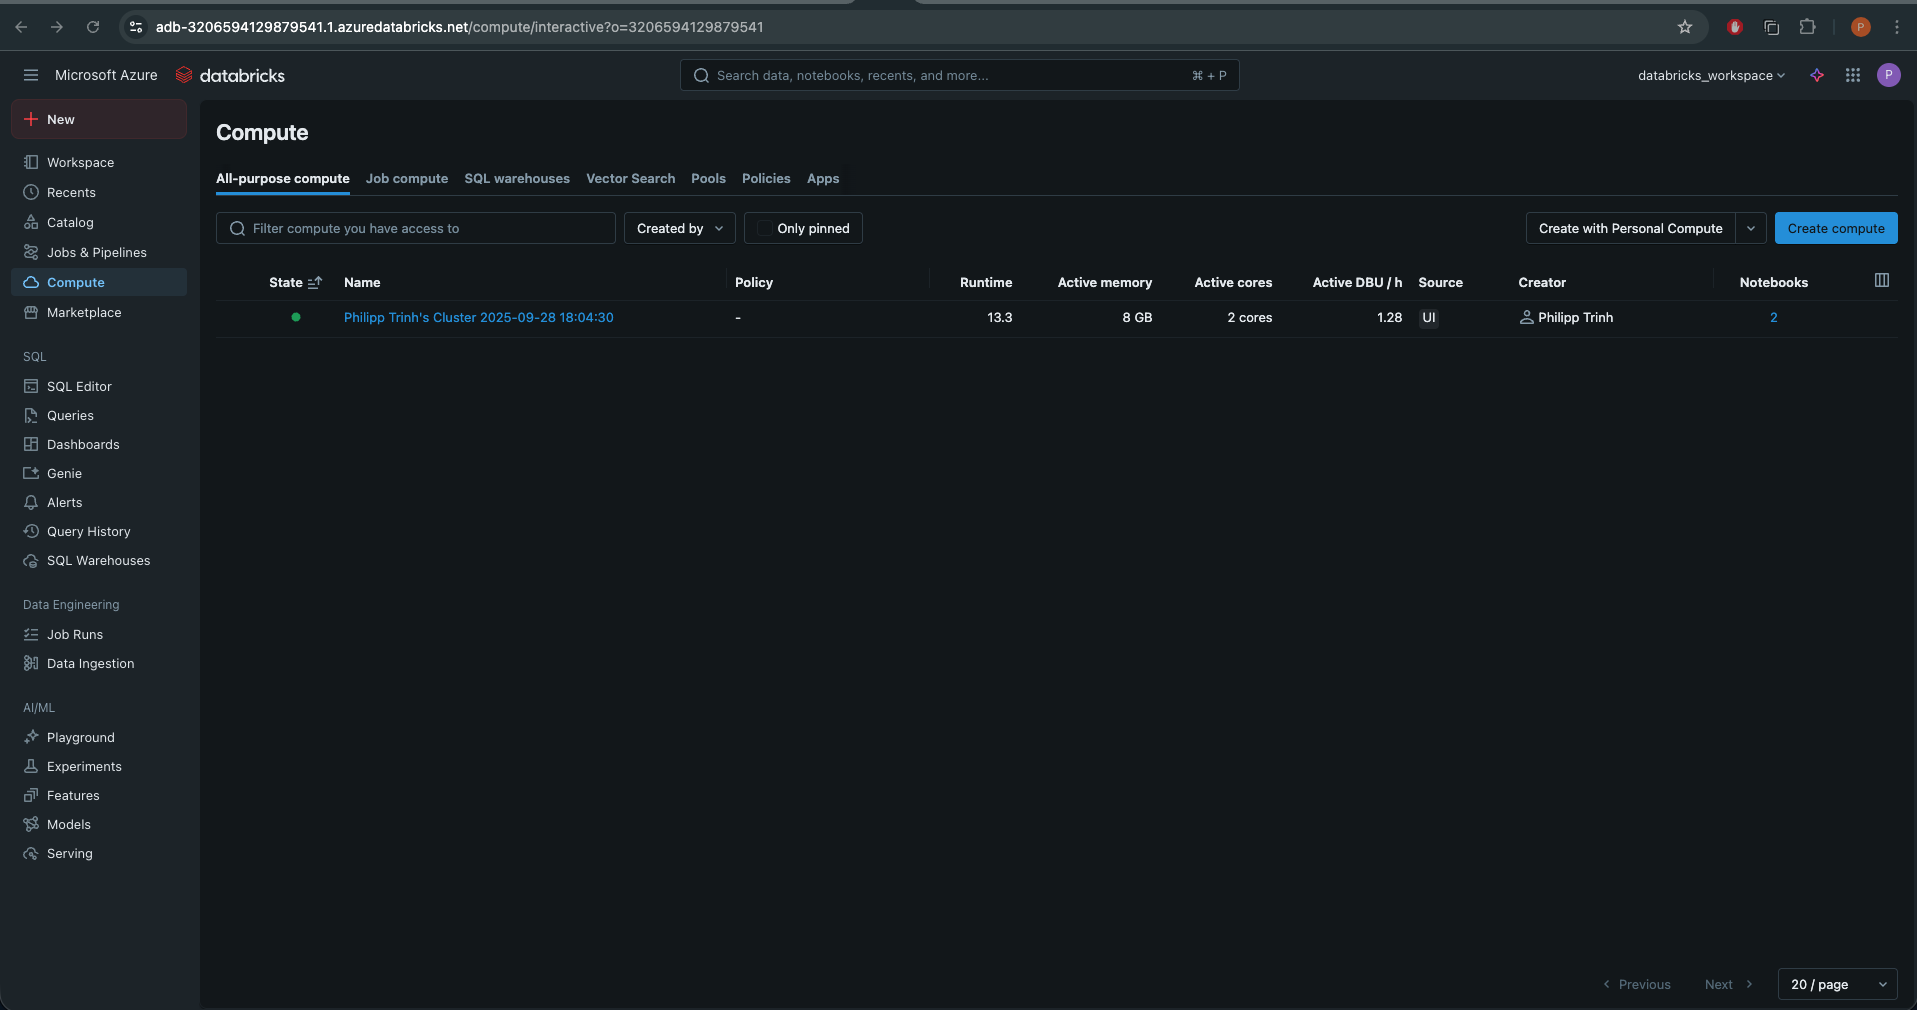 adb-3206594129879541.1.azuredatabricks.net/compute/interactive?o=3206594129879541
P
Microsoft Azure databricks
Search data, notebooks, recents, and more... ⌘ + P
databricks_workspace
P
New
Workspace
Recents
Catalog
Jobs & Pipelines
Compute
Marketplace
SQL
SQL Editor
Queries
Dashboards
Genie
Alerts
Query History
SQL Warehouses
Data Engineering
Job Runs
Data Ingestion
AI/ML
Playground
Experiments
Features
Models
Serving
Compute
All-purpose compute Job compute SQL warehouses Vector Search Pools Policies Apps
Filter compute you have access to Created by Only pinned Create with Personal Compute Create compute
State Name Policy Runtime Active memory Active cores Active DBU / h Source Creator Notebooks
Philipp Trinh's Cluster 2025-09-28 18:04:30 - 13.3 8 GB 2 cores 1.28 UI Philipp Trinh 2
Previous Next 20 / page